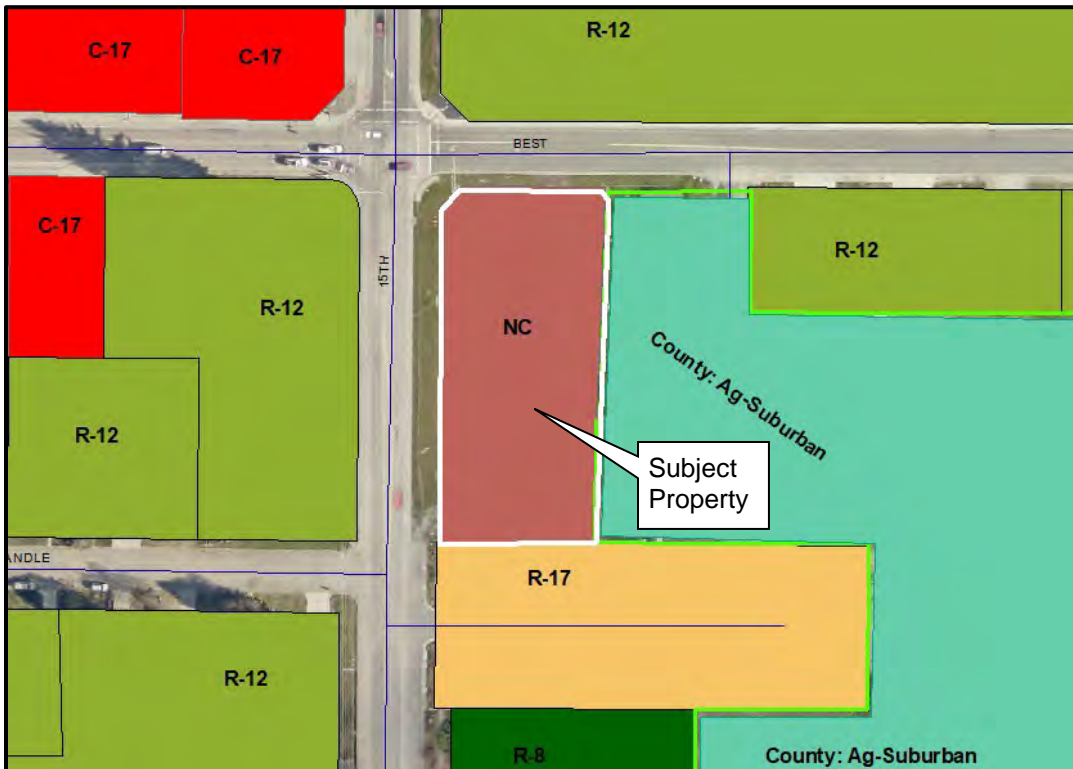 C-17
C-17
R-12
BEST
C-17
R-12
15TH
NC
R-12
County: Ag-Suburban
R-12
Subject
Property
ANDLE
R-17
R-12
R-8
County: Ag-Suburban